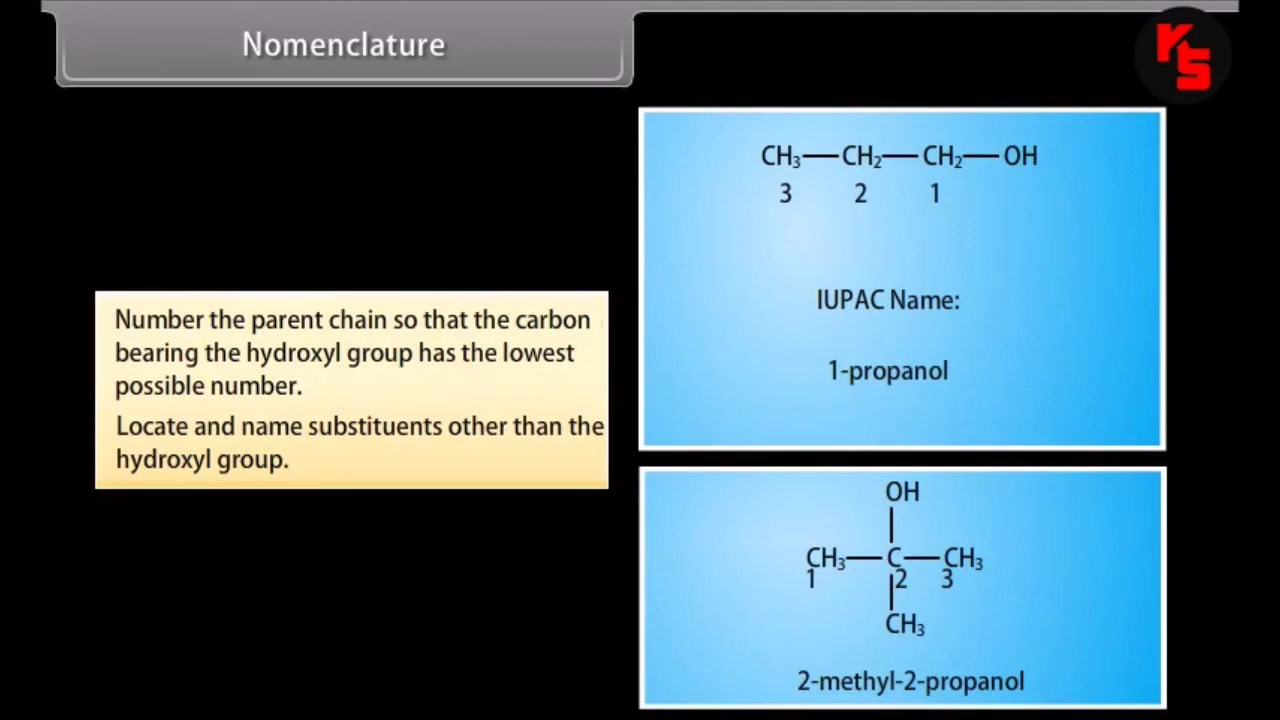 Nomenclature
KS
CH₃—CH₂—CH₂—OH
3 2 1
IUPAC Name:
1-propanol
Number the parent chain so that the carbon
bearing the hydroxyl group has the lowest
possible number.
Locate and name substituents other than the
hydroxyl group.
OH
CH₃—C—CH₃
1 2 3
CH₃
2-methyl-2-propanol